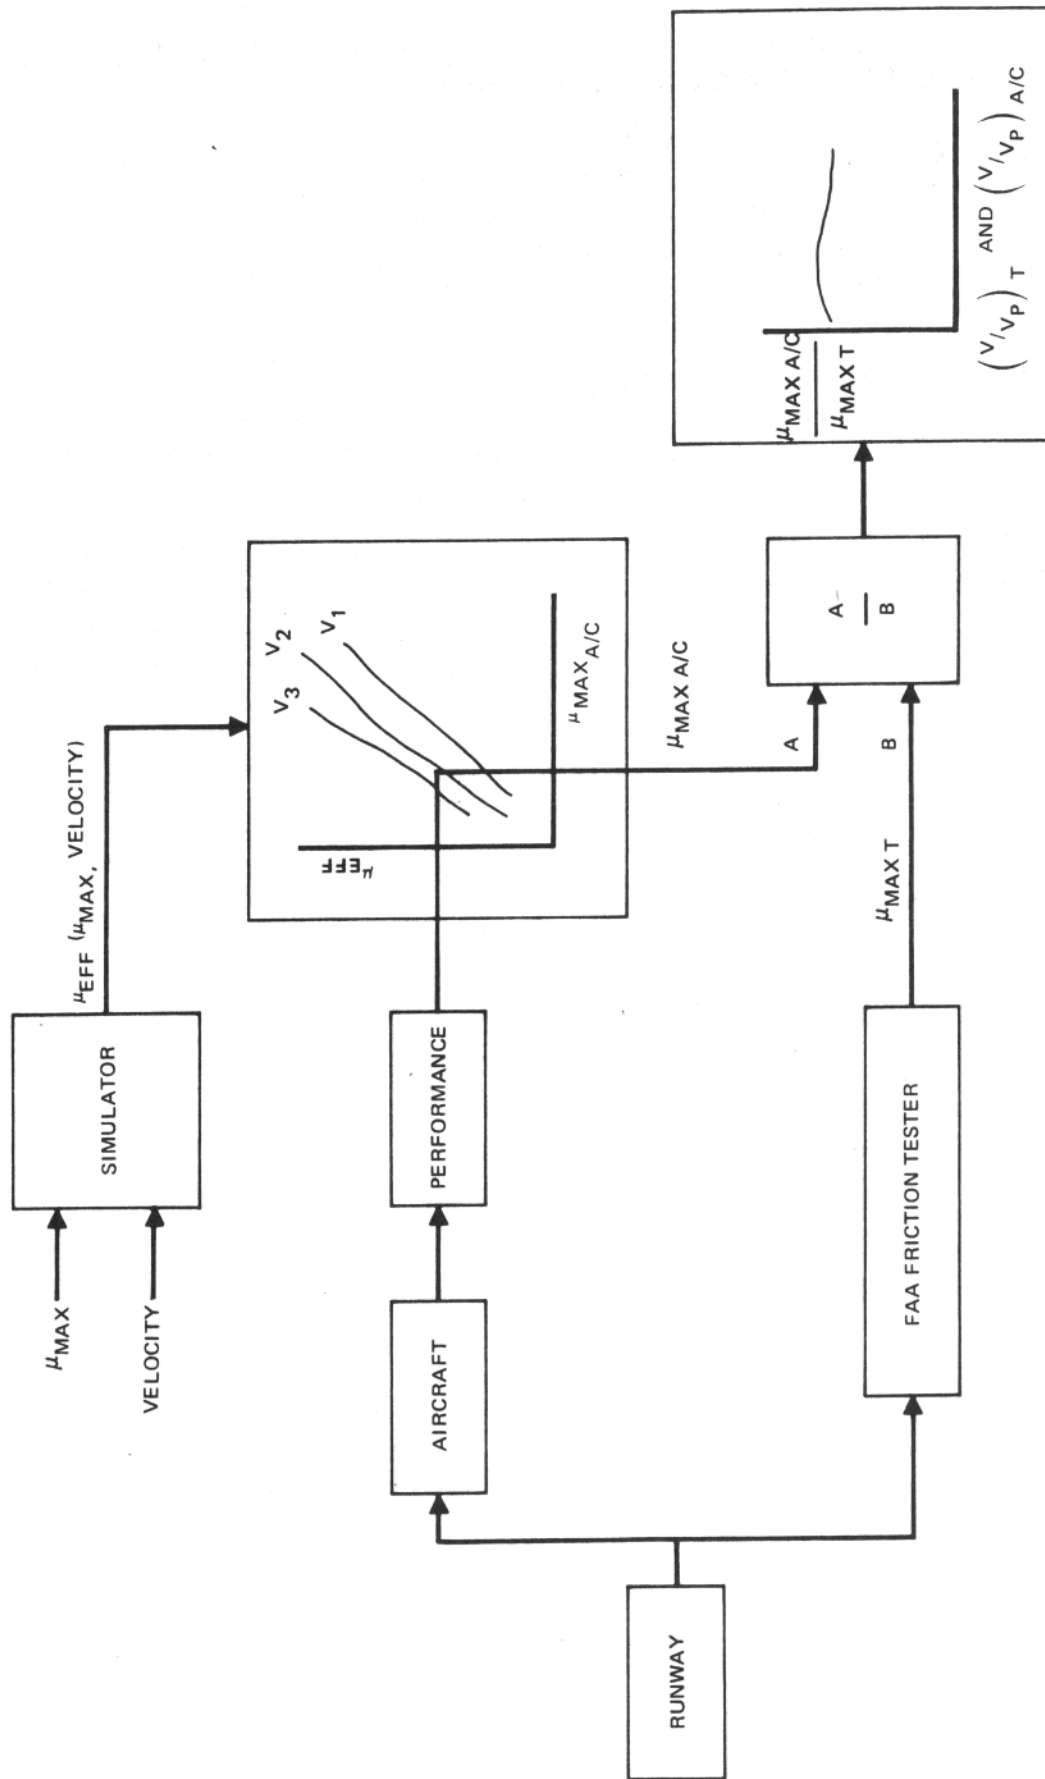 μMAX
VELOCITY
SIMULATOR
μEFF (μMAX, VELOCITY)
RUNWAY
AIRCRAFT
PERFORMANCE
μEFF
V3
V2
V1
μMAX A/C
μMAX A/C
FAA FRICTION TESTER
μMAX T
A
B
A
B
μMAX A/C
μMAX T
(V/VP)T AND (V/VP)A/C